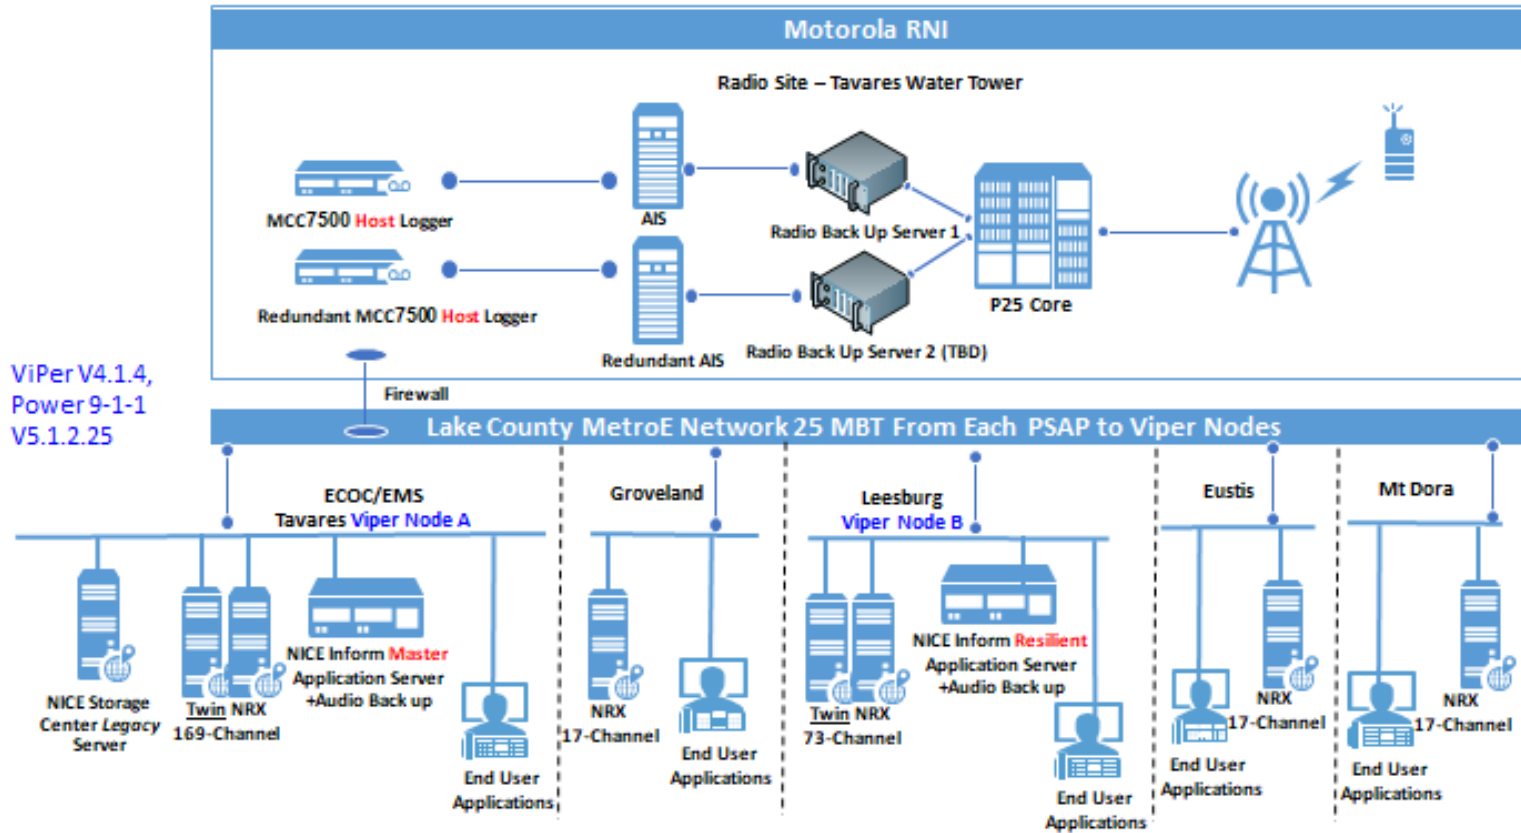 Motorola RNI
Radio Site – Tavares Water Tower
MCC7500 Host Logger
AIS
Radio Back Up Server 1
Redundant MCC7500 Host Logger
Redundant AIS
Radio Back Up Server 2 (TBD)
P25 Core
ViPer V4.1.4,
Power 9-1-1
V5.1.2.25
Firewall
Lake County MetroE Network 25 MBT From Each PSAP to Viper Nodes
ECOC/EMS
Tavares Viper Node A
Groveland
Leesburg
Viper Node B
Eustis
Mt Dora
NICE Storage
Center Legacy
Server
Twin NRX
169-Channel
NICE Inform Master
Application Server
+Audio Back up
End User
Applications
NRX
17-Channel
End User
Applications
Twin NRX
73-Channel
NICE Inform Resilient
Application Server
+Audio Back up
End User
Applications
End User
Applications
NRX
17-Channel
End User
Applications
NRX
17-Channel